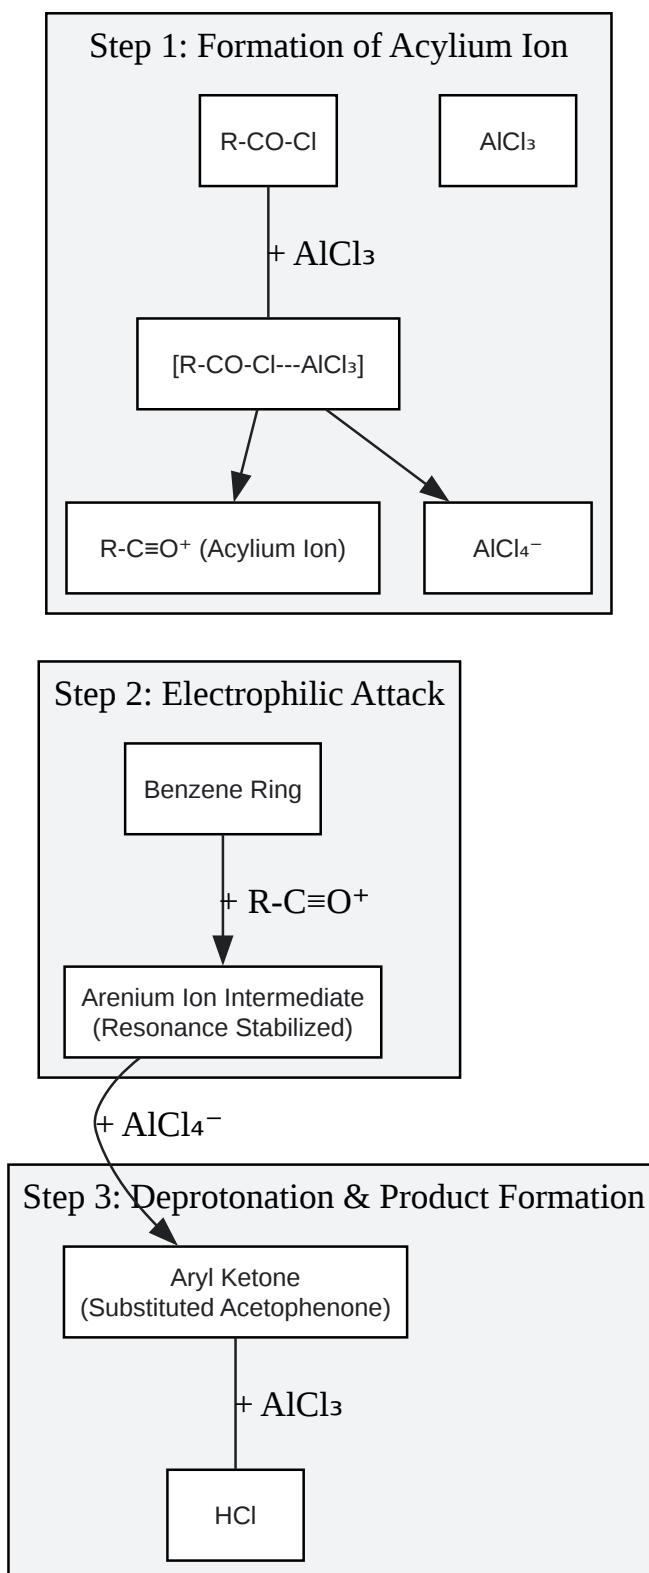 Step 1: Formation of Acylium Ion
R-CO-Cl
AlCl₃
+ AlCl₃
[R-CO-Cl---AlCl₃]
R-C≡O⁺ (Acylium Ion)
AlCl₄⁻
Step 2: Electrophilic Attack
Benzene Ring
+ R-C≡O⁺
Arenium Ion Intermediate
(Resonance Stabilized)
+ AlCl₄⁻
Step 3: Deprotonation & Product Formation
Aryl Ketone
(Substituted Acetophenone)
+ AlCl₃
HCl